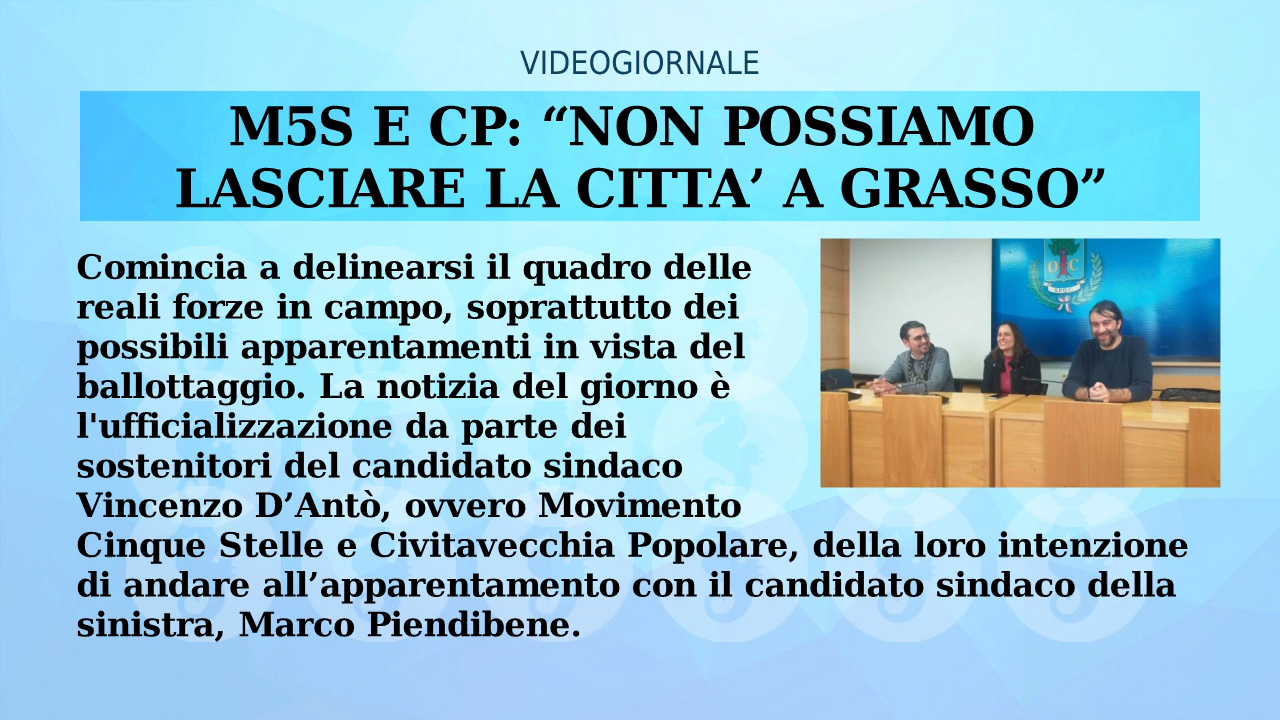 VIDEOGIORNALE
M5S E CP: “NON POSSIAMO
LASCIARE LA CITTA’ A GRASSO”
Comincia a delinearsi il quadro delle
reali forze in campo, soprattutto dei
possibili apparentamenti in vista del
ballottaggio. La notizia del giorno è
l'ufficializzazione da parte dei
sostenitori del candidato sindaco
Vincenzo D’Antò, ovvero Movimento
Cinque Stelle e Civitavecchia Popolare, della loro intenzione
di andare all’apparentamento con il candidato sindaco della
sinistra, Marco Piendibene.
O C